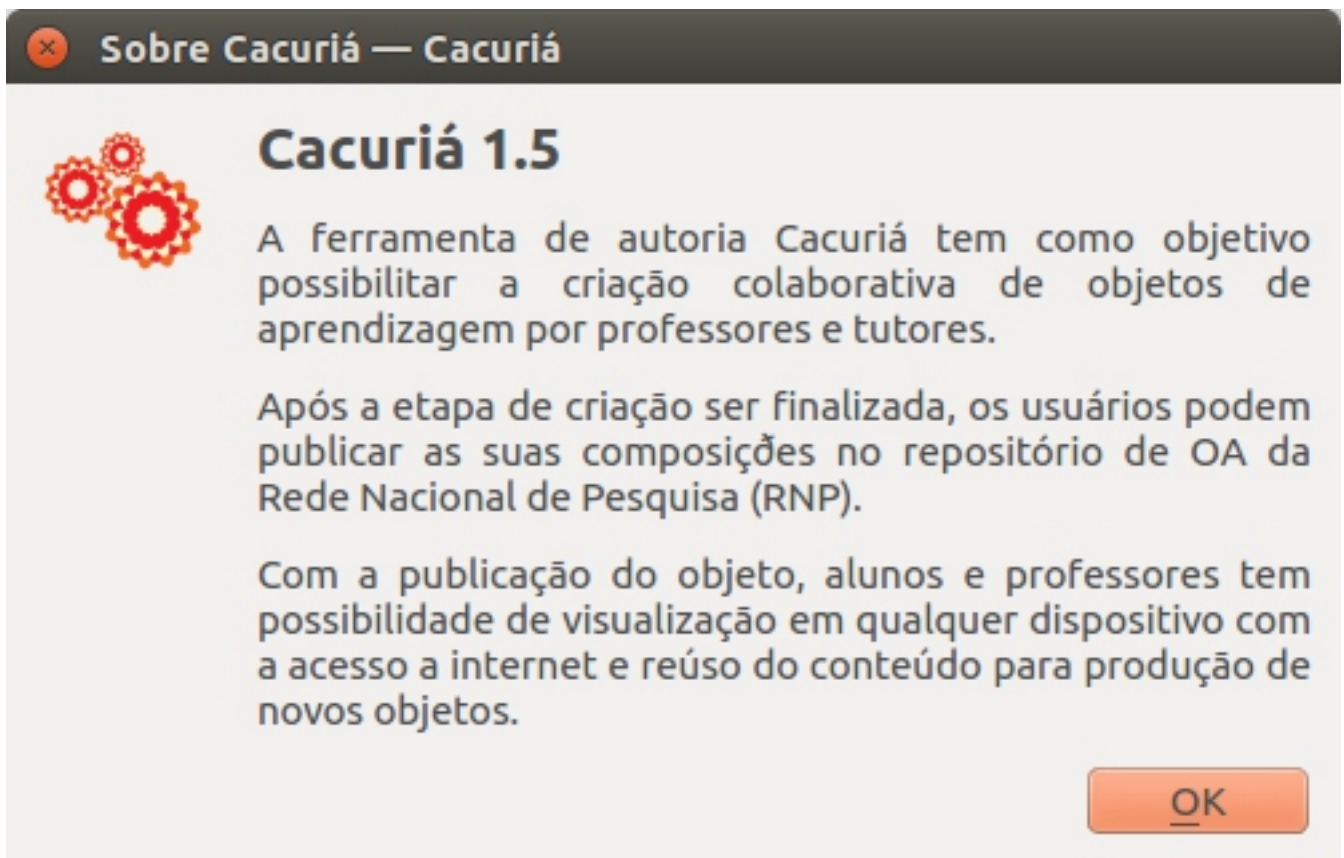 Sobre Cacuriá — Cacuriá
Cacuriá 1.5
A ferramenta de autoria Cacuriá tem como objetivo
possibilitar a criação colaborativa de objetos de
aprendizagem por professores e tutores.
Após a etapa de criação ser finalizada, os usuários podem
publicar as suas composiçðes no repositório de OA da
Rede Nacional de Pesquisa (RNP).
Com a publicação do objeto, alunos e professores tem
possibilidade de visualização em qualquer dispositivo com
a acesso a internet e reúso do conteúdo para produção de
novos objetos.
OK